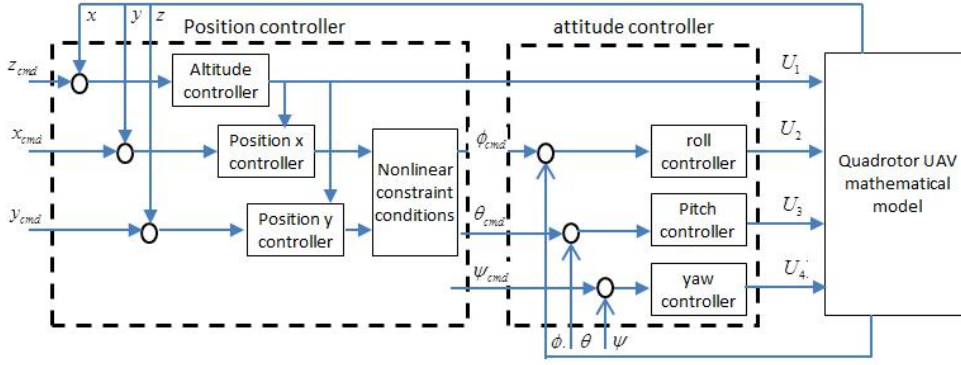 x y z
Position controller
attitude controller
z_cmd
Altitude
controller
U_1
x_cmd
Position x
controller
ϕ_cmd
roll
controller
U_2
Nonlinear
constraint
conditions
Quadrotor UAV
mathematical
model
y_cmd
Position y
controller
θ_cmd
Pitch
controller
U_3
ψ_cmd
yaw
controller
U_4.
ϕ. θ ψ